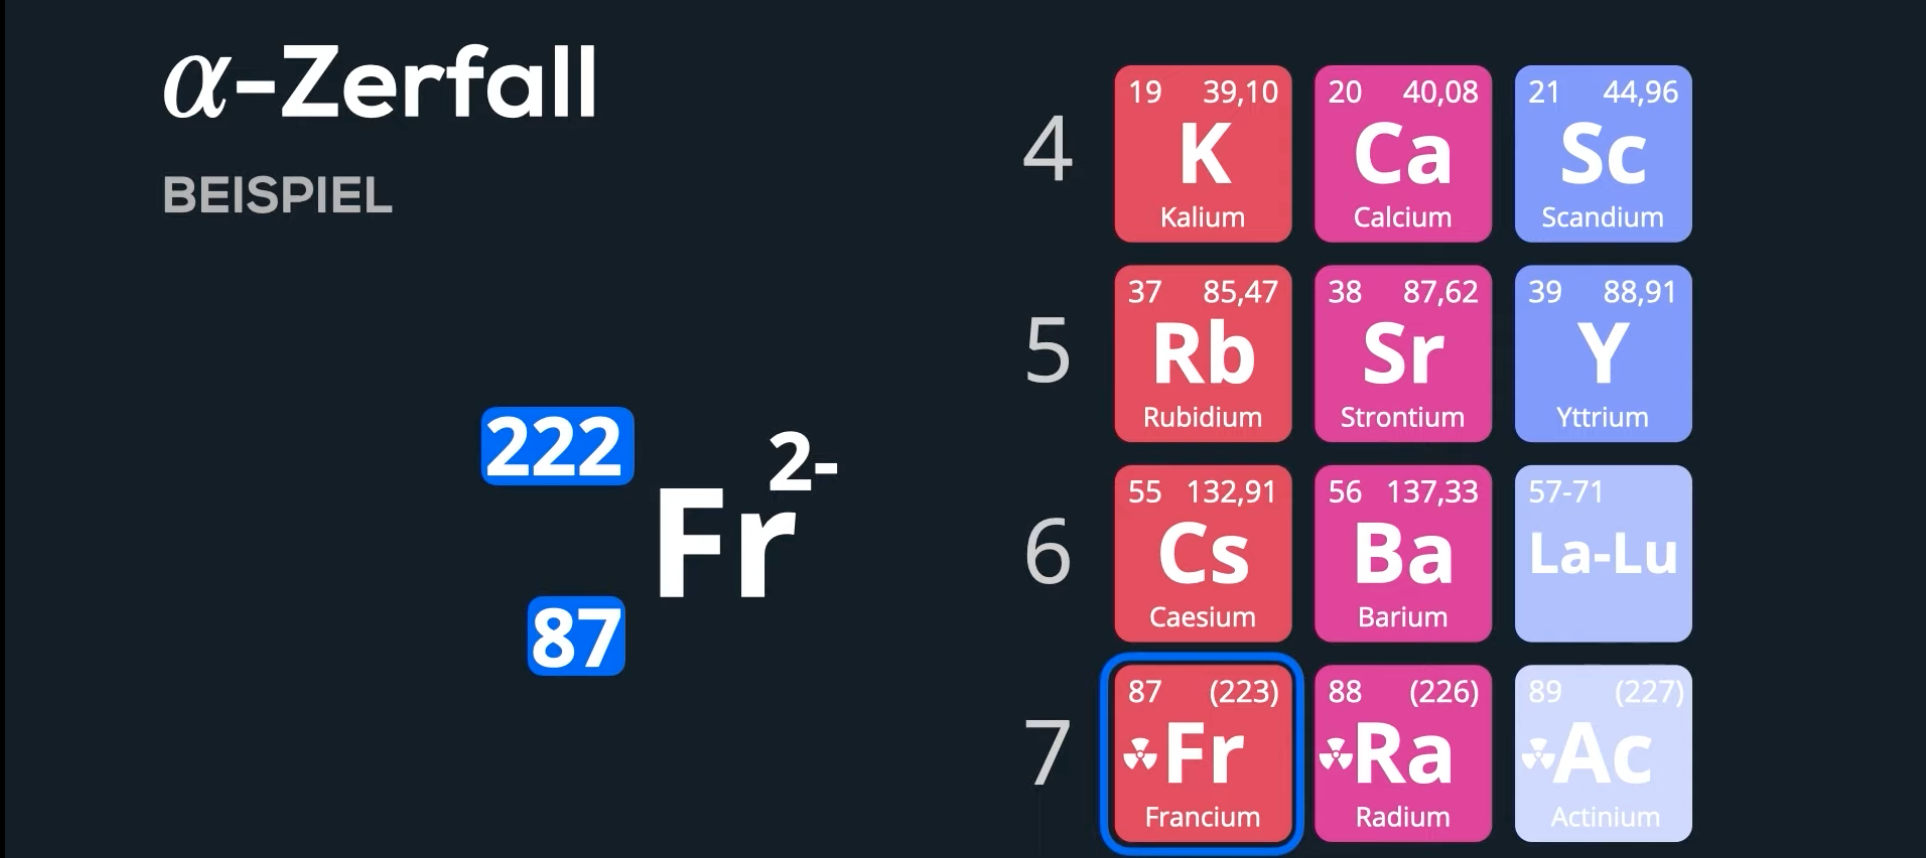 α-Zerfall
BEISPIEL
222
2-
Fr
87
4
19 39,10
K
Kalium
20 40,08
Ca
Calcium
21 44,96
Sc
Scandium
5
37 85,47
Rb
Rubidium
38 87,62
Sr
Strontium
39 88,91
Y
Yttrium
6
55 132,91
Cs
Caesium
56 137,33
Ba
Barium
57-71
La-Lu
7
87 (223)
Fr
Francium
88 (226)
Ra
Radium
89 (227)
Ac
Actinium